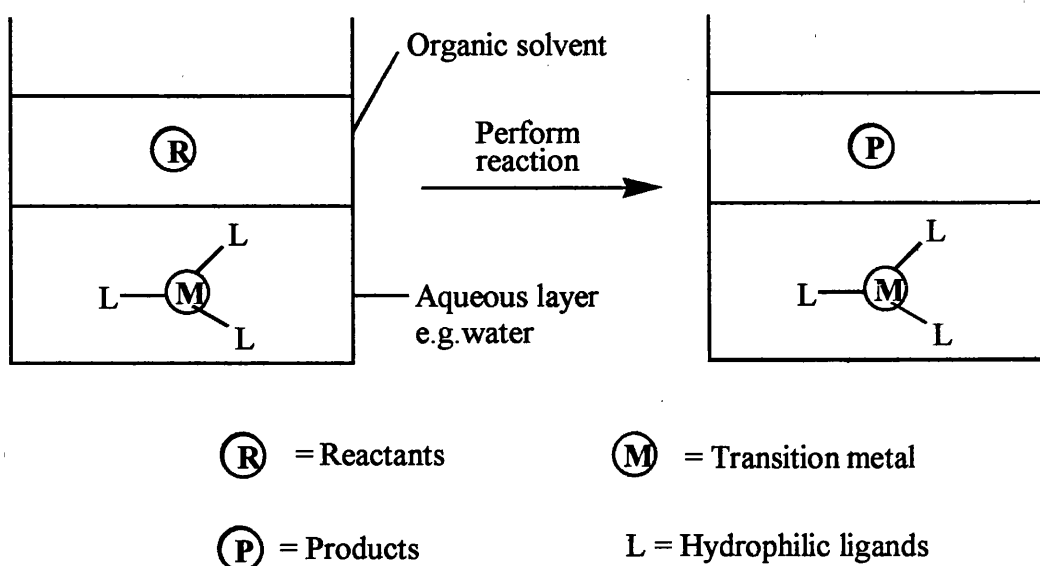 Organic solvent
R
Perform
reaction
P
L
L
M
L
Aqueous layer
e.g.water
L
L
M
L
R = Reactants
M = Transition metal
P = Products
L = Hydrophilic ligands